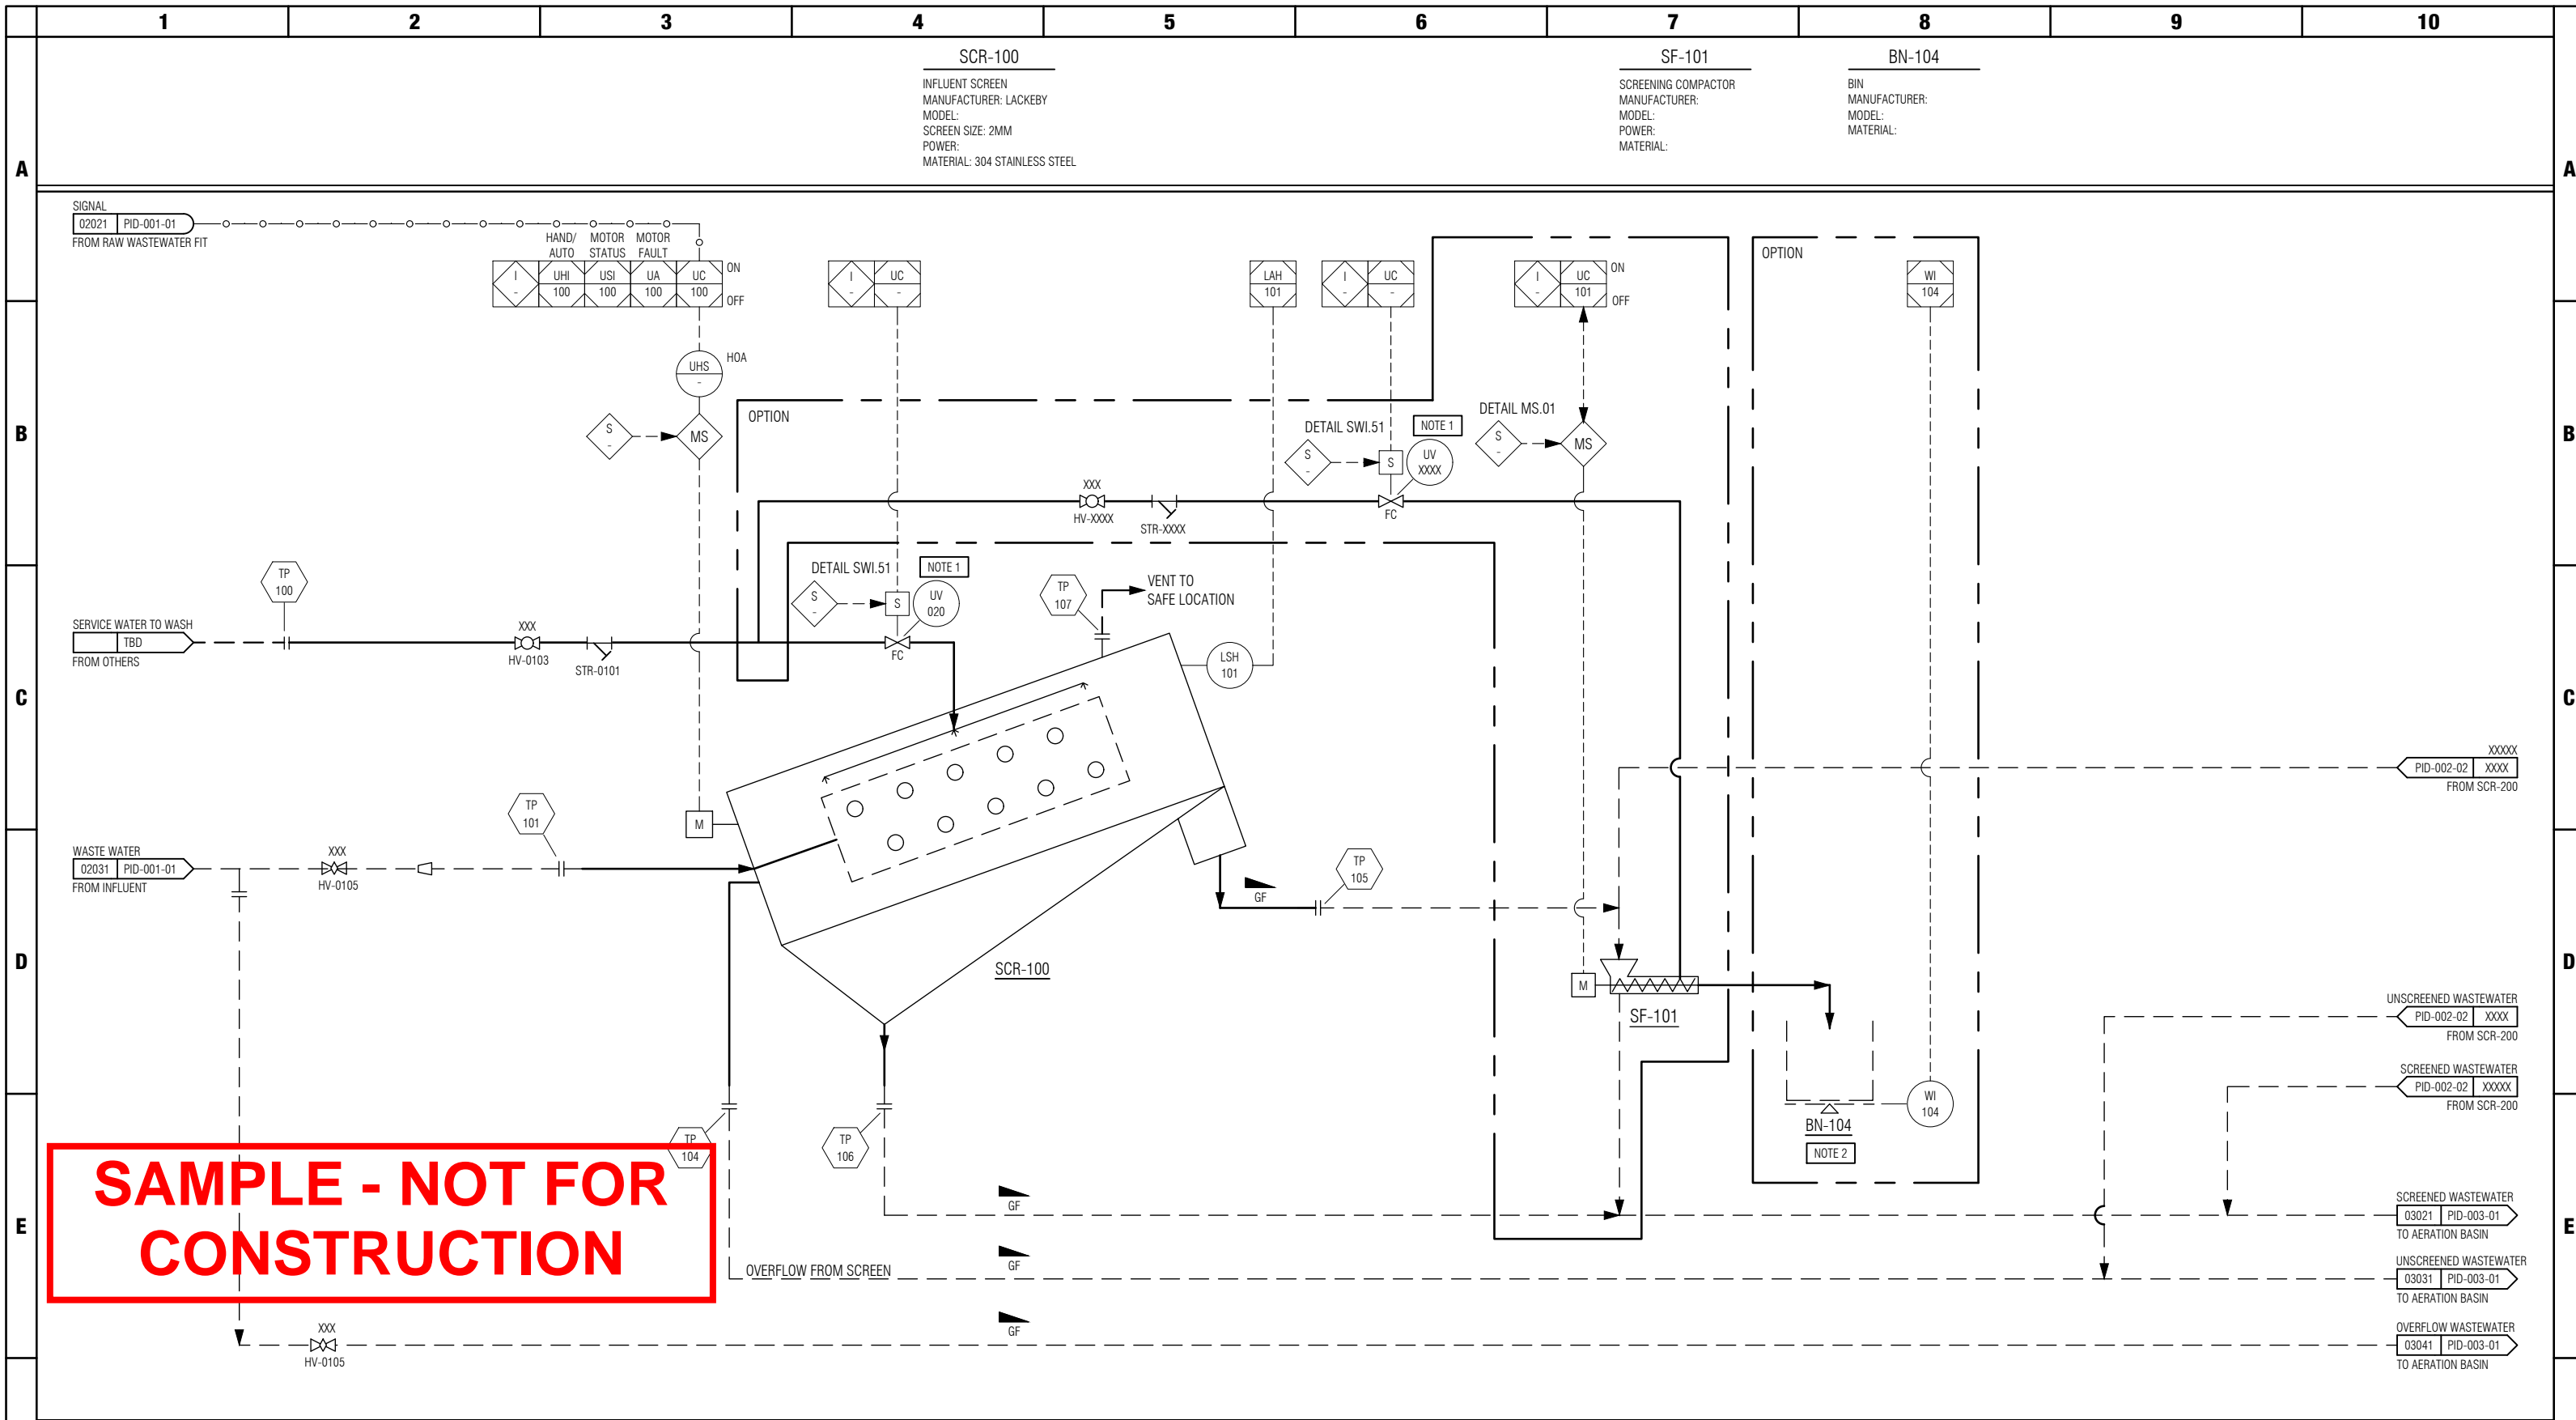 1 2 3 4 5 6 7 8 9 10
SCR-100
INFLUENT SCREEN
MANUFACTURER: LACKEBY
MODEL:
SCREEN SIZE: 2MM
POWER:
MATERIAL: 304 STAINLESS STEEL
SF-101
SCREENING COMPACTOR
MANUFACTURER:
MODEL:
POWER:
MATERIAL:
BN-104
BIN
MANUFACTURER:
MODEL:
MATERIAL:
A
A
SIGNAL
02021 PID-001-01
FROM RAW WASTEWATER FIT
HAND/
AUTO
MOTOR
STATUS
MOTOR
FAULT
I
-
UHI
100
USI
100
UA
100
UC
100
ON
OFF
I
-
UC
-
LAH
101
I
-
UC
-
I
-
UC
101
ON
OFF
OPTION
WI
104
UHS
-
HOA
B
B
S
-
MS
OPTION
DETAIL SWI.51
NOTE 1
S
-
S
UV
XXXX
FC
DETAIL MS.01
S
-
MS
XXX
HV-XXXX
STR-XXXX
TP
100
DETAIL SWI.51
NOTE 1
S
-
S
UV
020
FC
TP
107
VENT TO
SAFE LOCATION
SERVICE WATER TO WASH
TBD
FROM OTHERS
XXX
HV-0103
STR-0101
LSH
101
C
C
XXXXX
PID-002-02 XXXX
FROM SCR-200
TP
101
M
WASTE WATER
02031 PID-001-01
FROM INFLUENT
XXX
HV-0105
TP
105
GF
D
D
SCR-100
M
SF-101
UNSCREENED WASTEWATER
PID-002-02 XXXX
FROM SCR-200
SCREENED WASTEWATER
PID-002-02 XXXXX
FROM SCR-200
WI
104
BN-104
NOTE 2
TP
104
TP
106
SAMPLE - NOT FOR
CONSTRUCTION
E
E
GF
SCREENED WASTEWATER
03021 PID-003-01
TO AERATION BASIN
OVERFLOW FROM SCREEN
GF
UNSCREENED WASTEWATER
03031 PID-003-01
TO AERATION BASIN
XXX
HV-0105
GF
OVERFLOW WASTEWATER
03041 PID-003-01
TO AERATION BASIN